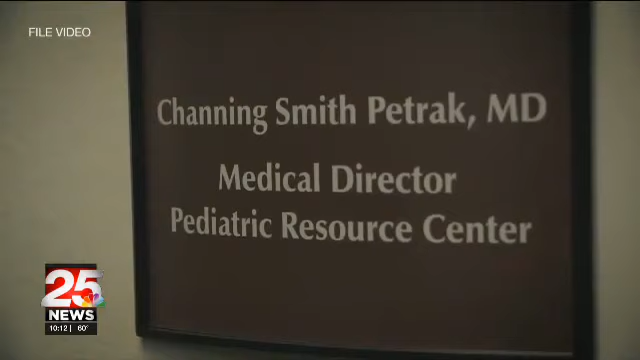 FILE VIDEO
Channing Smith Petrak, MD
Medical Director
Pediatric Resource Center
25
NEWS
10:12 | 60°